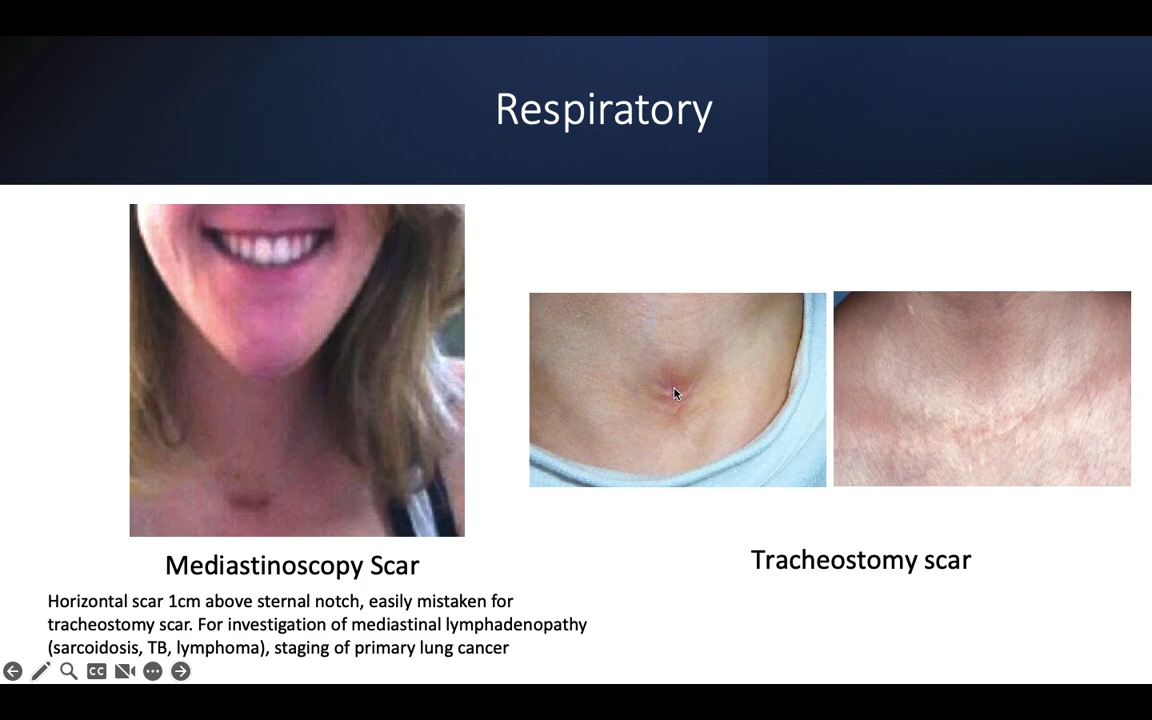 Respiratory
Mediastinoscopy Scar
Horizontal scar 1cm above sternal notch, easily mistaken for
tracheostomy scar. For investigation of mediastinal lymphadenopathy
(sarcoidosis, TB, lymphoma), staging of primary lung cancer
Tracheostomy scar
CC